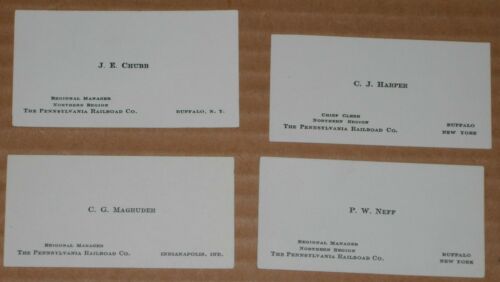 J. E. Chubb
Regional Manager
Northern Region
The Pennsylvania Railroad Co. Buffalo, N. Y.
C. J. Harper
Chief Clerk
Northern Region
The Pennsylvania Railroad Co.
Buffalo
New York
C. G. Magruder
Regional Manager
The Pennsylvania Railroad Co. Indianapolis, Ind.
P. W. Neff
Regional Manager
Northern Region
The Pennsylvania Railroad Co.
Buffalo
New York